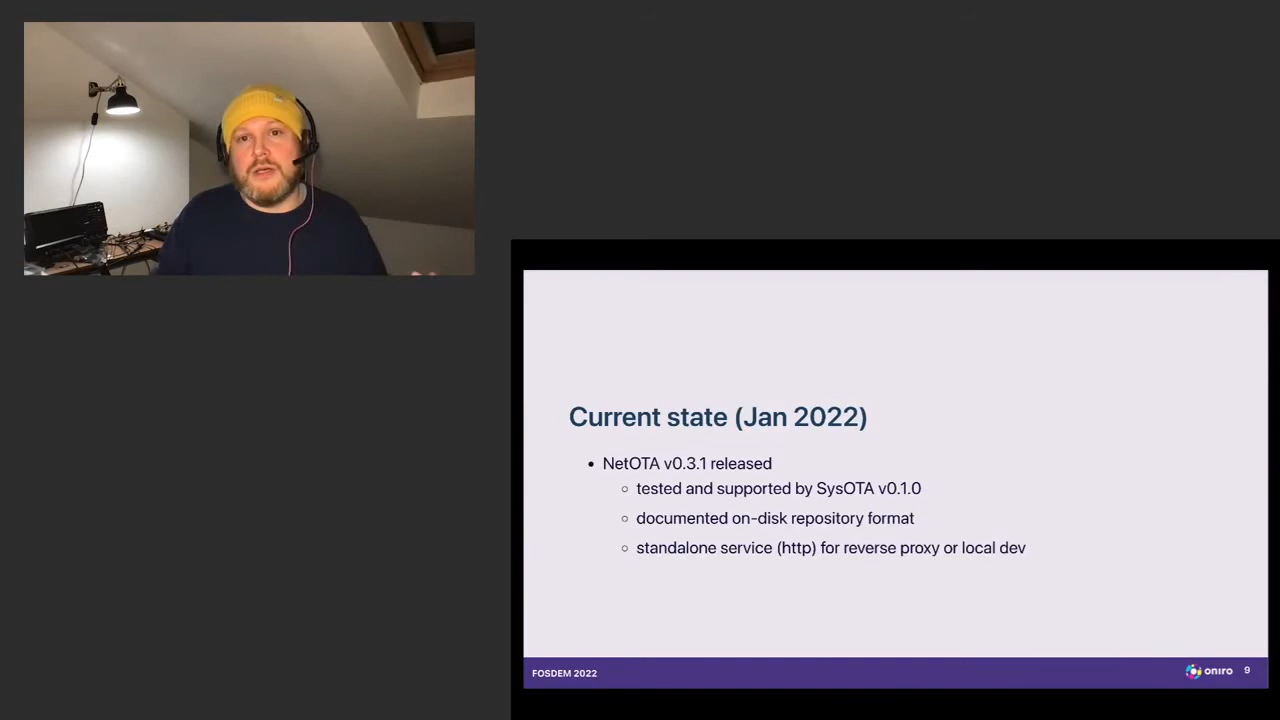 Current state (Jan 2022)
• NetOTA v0.3.1 released
○ tested and supported by SysOTA v0.1.0
○ documented on-disk repository format
○ standalone service (http) for reverse proxy or local dev
FOSDEM 2022
oniro 9